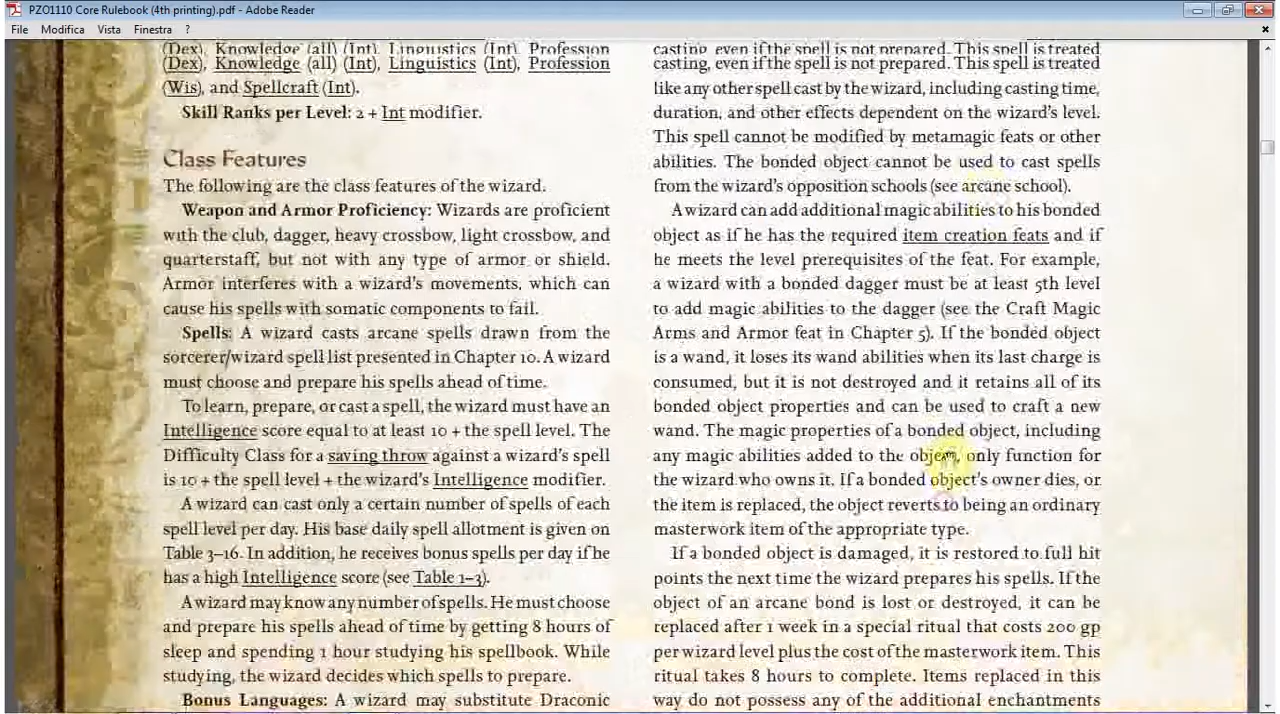 PZO1110 Core Rulebook (4th printing).pdf - Adobe Reader
File Modifica Vista Finestra ?
(Dex), Knowledge (all) (Int), Linguistics (Int), Profession
(Dex), Knowledge (all) (Int), Linguistics (Int), Profession
(Wis), and Spellcraft (Int).
Skill Ranks per Level: 2 + Int modifier.
Class Features
The following are the class features of the wizard.
Weapon and Armor Proficiency: Wizards are proficient
with the club, dagger, heavy crossbow, light crossbow, and
quarterstaff, but not with any type of armor or shield.
Armor interferes with a wizard's movements, which can
cause his spells with somatic components to fail.
Spells: A wizard casts arcane spells drawn from the
sorcerer/wizard spell list presented in Chapter 10. A wizard
must choose and prepare his spells ahead of time.
To learn, prepare, or cast a spell, the wizard must have an
Intelligence score equal to at least 10 + the spell level. The
Difficulty Class for a saving throw against a wizard's spell
is 10 + the spell level + the wizard's Intelligence modifier.
A wizard can cast only a certain number of spells of each
spell level per day. His base daily spell allotment is given on
Table 3–16. In addition, he receives bonus spells per day if he
has a high Intelligence score (see Table 1–3).
A wizard may know any number of spells. He must choose
and prepare his spells ahead of time by getting 8 hours of
sleep and spending 1 hour studying his spellbook. While
studying, the wizard decides which spells to prepare.
Bonus Languages: A wizard may substitute Draconic
casting, even if the spell is not prepared. This spell is treated
casting, even if the spell is not prepared. This spell is treated
like any other spell cast by the wizard, including casting time,
duration, and other effects dependent on the wizard's level.
This spell cannot be modified by metamagic feats or other
abilities. The bonded object cannot be used to cast spells
from the wizard's opposition schools (see arcane school).
A wizard can add additional magic abilities to his bonded
object as if he has the required item creation feats and if
he meets the level prerequisites of the feat. For example,
a wizard with a bonded dagger must be at least 5th level
to add magic abilities to the dagger (see the Craft Magic
Arms and Armor feat in Chapter 5). If the bonded object
is a wand, it loses its wand abilities when its last charge is
consumed, but it is not destroyed and it retains all of its
bonded object properties and can be used to craft a new
wand. The magic properties of a bonded object, including
any magic abilities added to the object, only function for
the wizard who owns it. If a bonded object's owner dies, or
the item is replaced, the object reverts to being an ordinary
masterwork item of the appropriate type.
If a bonded object is damaged, it is restored to full hit
points the next time the wizard prepares his spells. If the
object of an arcane bond is lost or destroyed, it can be
replaced after 1 week in a special ritual that costs 200 gp
per wizard level plus the cost of the masterwork item. This
ritual takes 8 hours to complete. Items replaced in this
way do not possess any of the additional enchantments